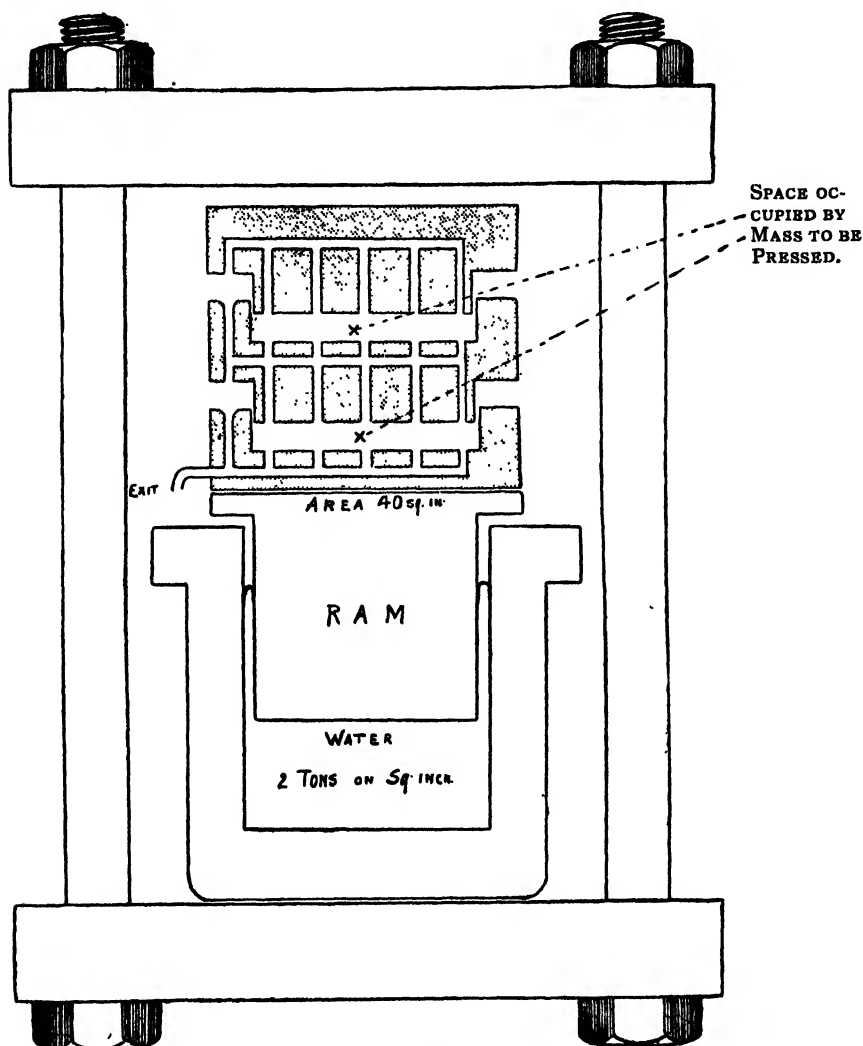 SPACE OC-
CUPIED BY
MASS TO BE
PRESSED.
EXIT
AREA 40 sq. in.
RAM
WATER
2 TONS ON Sq. INCH.